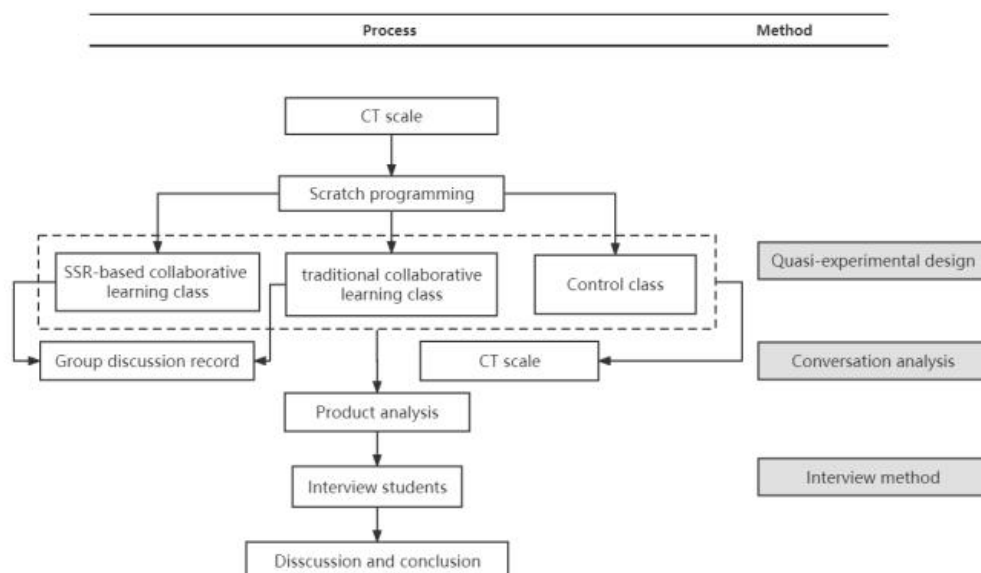 Process Method
CT scale
Scratch programming
SSR-based collaborative
learning class
traditional collaborative
learning class
Control class
Quasi-experimental design
Group discussion record
CT scale
Conversation analysis
Product analysis
Interview students
Interview method
Disscussion and conclusion